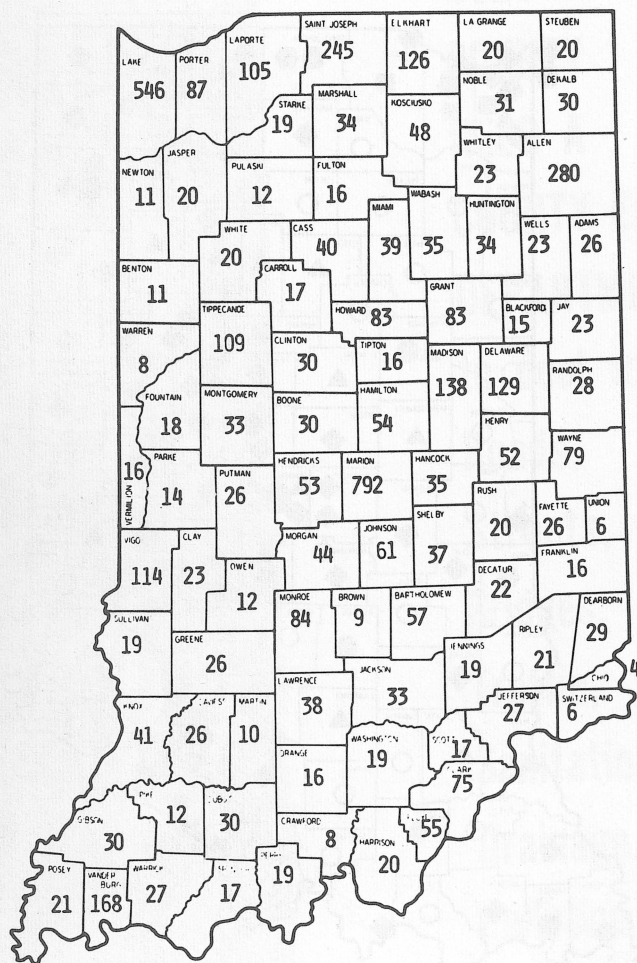 SAINT JOSEPH
245
ELKHART
126
LA GRANGE
20
STEUBEN
20
LAPORTE
105
LAKE
546
PORTER
87
NOBLE
31
DEKALB
30
STARKE
19
MARSHALL
34
KOSCIUSKO
48
WHITLEY
23
ALLEN
280
NEWTON
11
JASPER
20
PULASKI
12
FULTON
16
MIAMI
39
WABASH
35
HUNTINGTON
34
WELLS
23
ADAMS
26
WHITE
20
CASS
40
CARROLL
17
BENTON
11
TIPPECANOE
109
HOWARD 83
GRANT
83
BLACKFORD
15
JAY
23
WARREN
8
CLINTON
30
TIPTON
16
MADISON
138
DELAWARE
129
RANDOLPH
28
FOUNTAIN
18
MONTGOMERY
33
BOONE
30
HAMILTON
54
HENRY
52
WAYNE
79
VERMILION
16
PARKE
14
PUTMAN
26
HENDRICKS
53
MARION
792
HANCOCK
35
RUSH
20
FAYETTE
26
UNION
6
SHELBY
37
MORGAN
44
JOHNSON
61
VIGO
114
CLAY
23
OWEN
12
DECATUR
22
FRANKLIN
16
MONROE
84
BROWN
9
BARTHOLOMEW
57
DEARBORN
29
SULLIVAN
19
GREENE
26
JENNINGS
19
RIPLEY
21
OHIO
4
LAWRENCE
38
JACKSON
33
JEFFERSON
27
SWITZERLAND
6
KNOX
41
26
MARTIN
10
ORANGE
16
WASHINGTON
19
SCOTT
17
CLARK
75
GIBSON
30
PIKE
12
30
CRAWFORD
8
HARRISON
20
55
POSEY
21
VANDER
BURG
168
WARRICK
27
17
PERRY
19